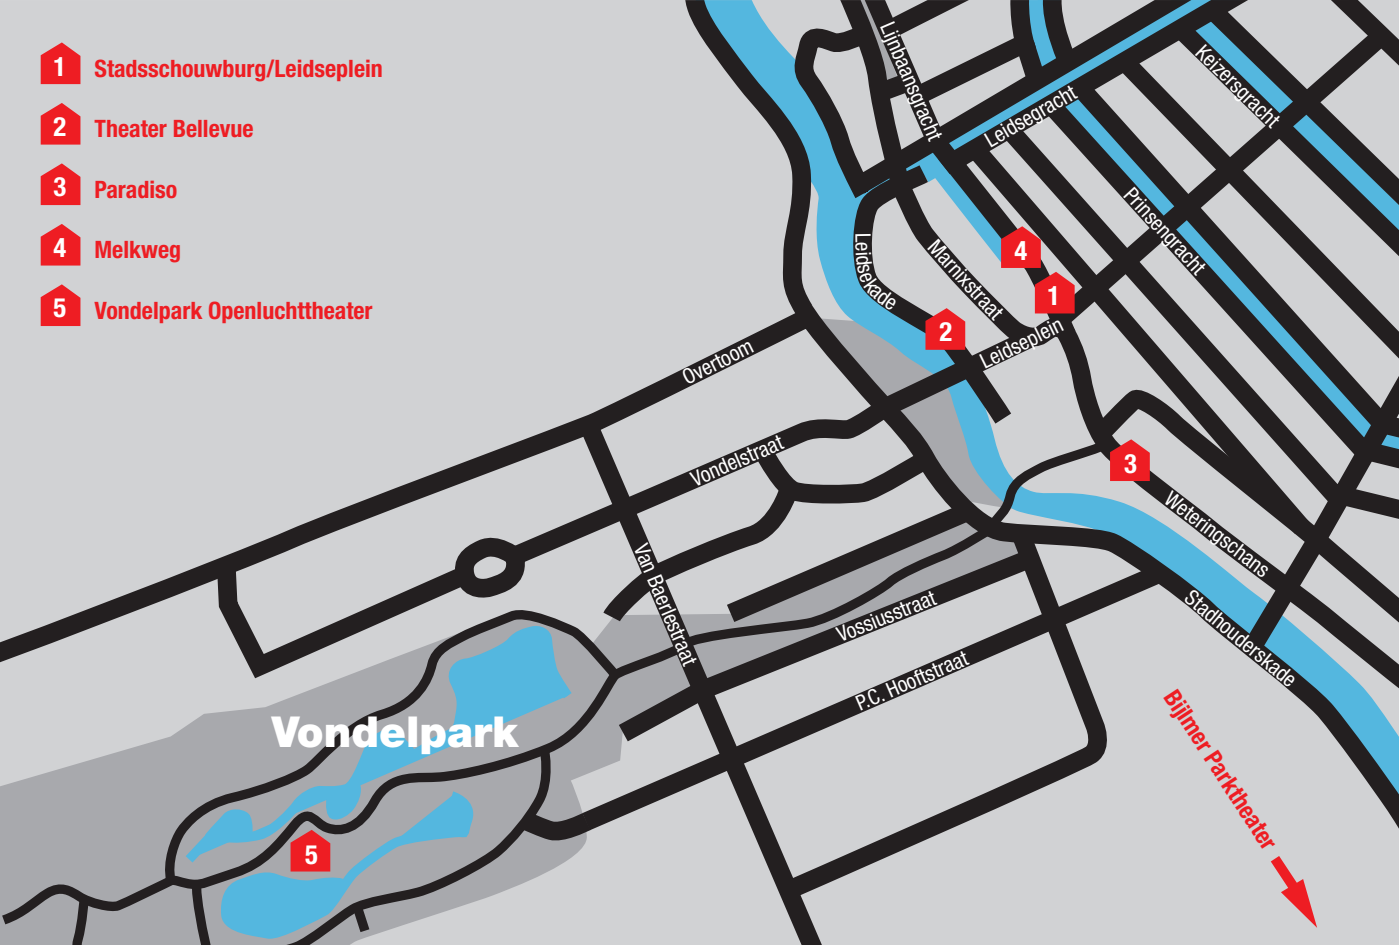 1 Stadsschouwburg/Leidseplein
2 Theater Bellevue
3 Paradiso
4 Melkweg
5 Vondelpark Openluchttheater
Lijnbaansgracht
Leidsegracht
Keizersgracht
Prinsengracht
Leidsekade
Marnixstraat
4
1
2
Leidseplein
Overtoom
Vondelstraat
3
Weteringschans
Van Baerlestraat
Vossiusstraat
Stadhouderskade
P.C. Hooftstraat
Vondelpark
Bijlmer Parktheater
5